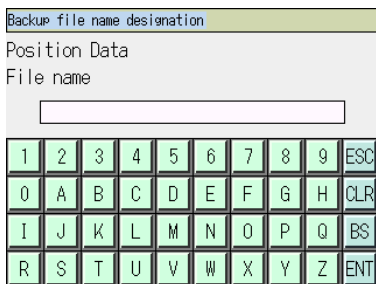 Backup file name designation
Position Data
File name
1 2 3 4 5 6 7 8 9 ESC
0 A B C D E F G H CLR
I J K L M N O P Q BS
R S T U V W X Y Z ENT